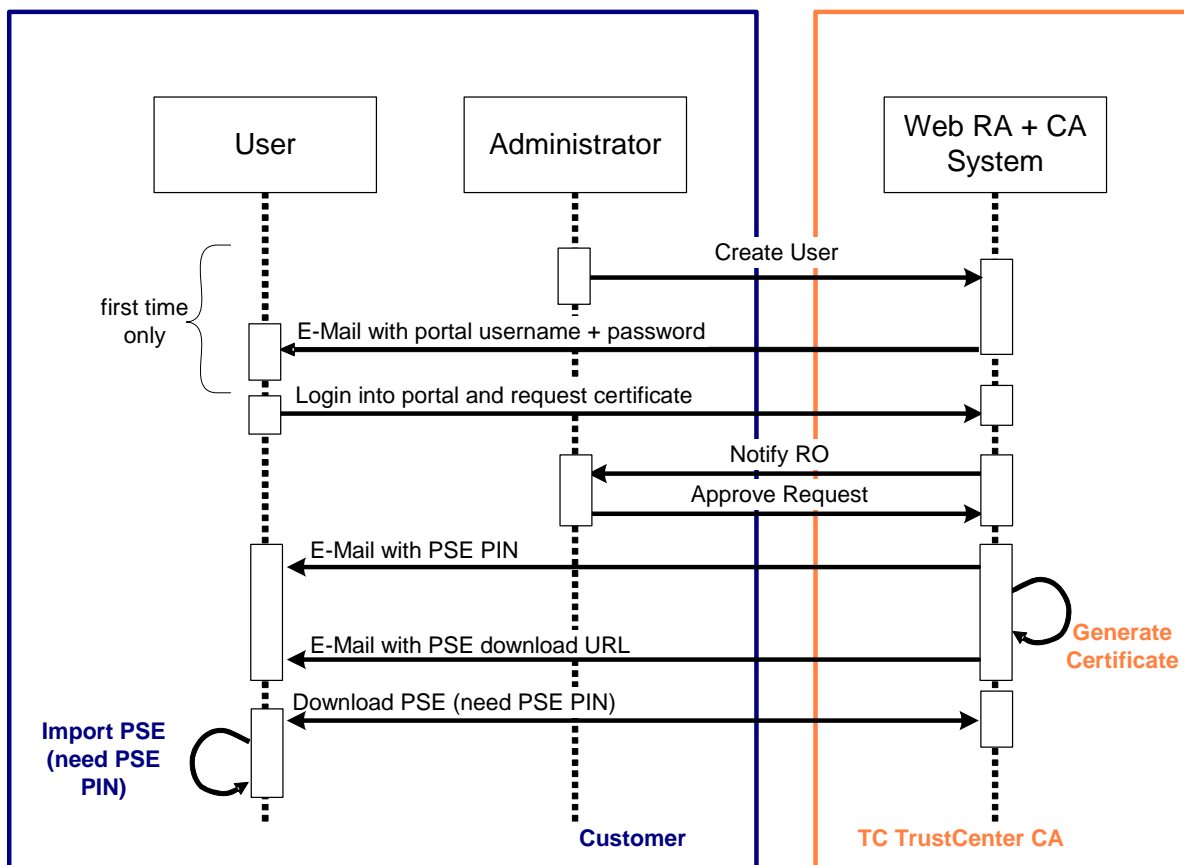 User
Administrator
Web RA + CA
System
Create User
first time
only
E-Mail with portal username + password
Login into portal and request certificate
Notify RO
Approve Request
E-Mail with PSE PIN
Generate
Certificate
E-Mail with PSE download URL
Download PSE (need PSE PIN)
Import PSE
(need PSE
PIN)
Customer
TC TrustCenter CA